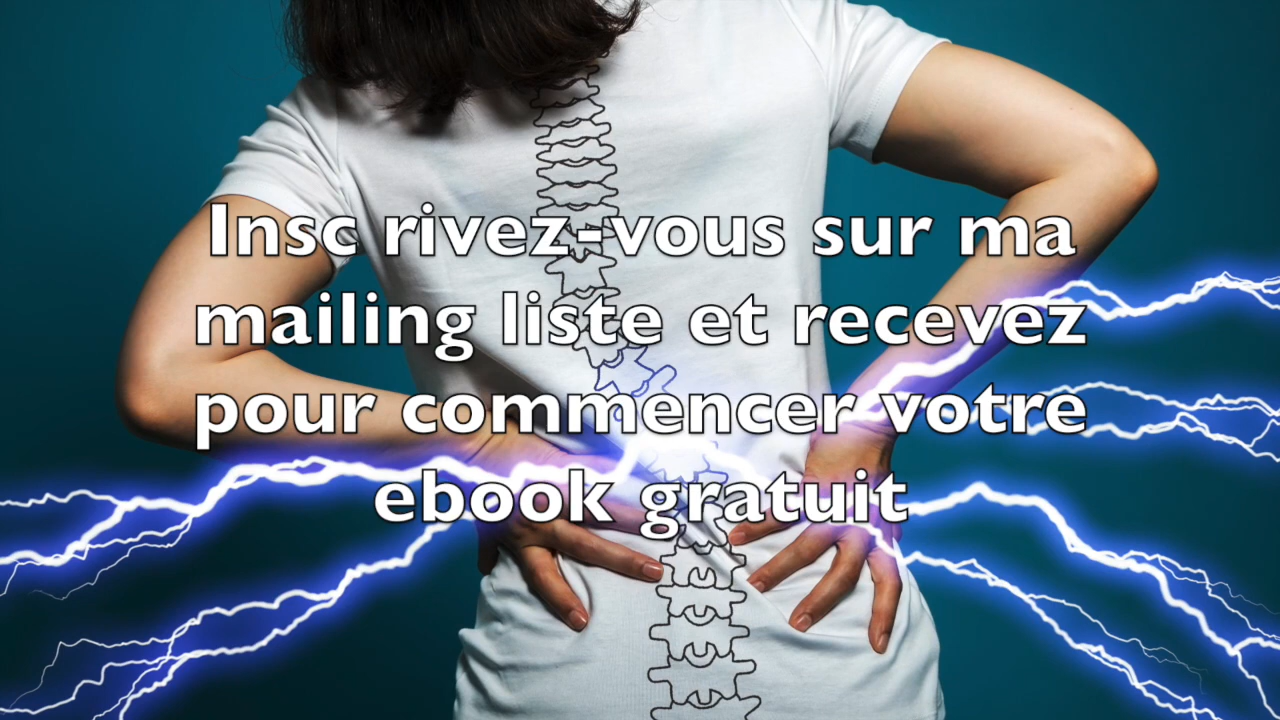 Insc rivez-vous sur ma
mailing liste et recevez
pour commencer votre
ebook gratuit